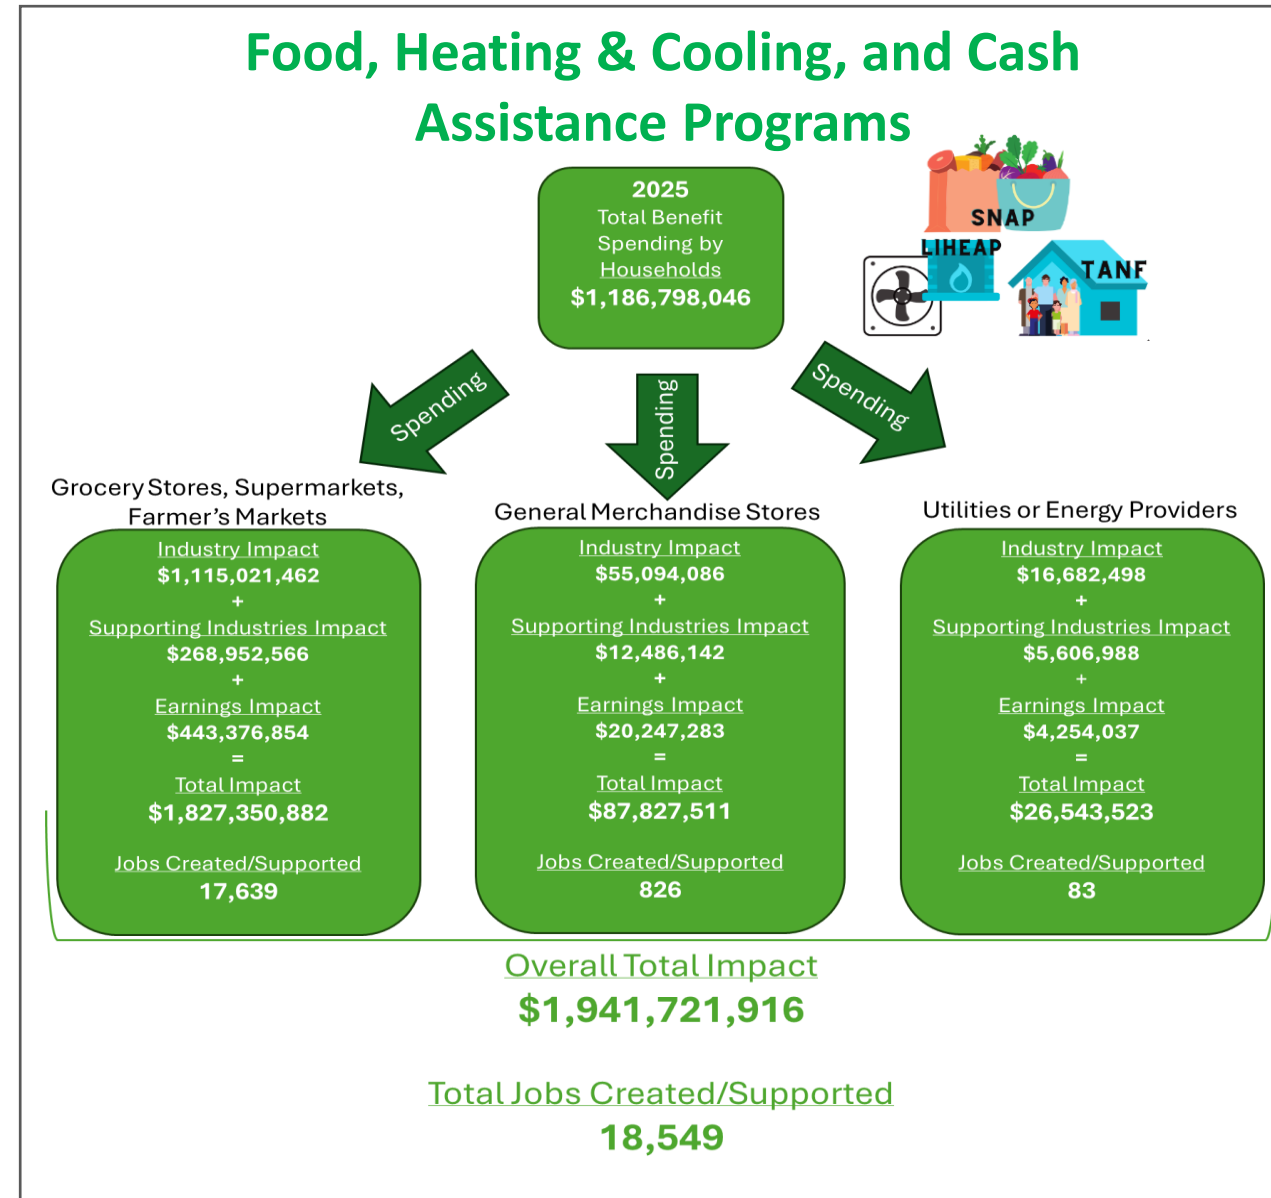 Food, Heating & Cooling, and Cash
Assistance Programs
2025
Total Benefit
Spending by
Households
$1,186,798,046
SNAP
LIHEAP
TANF
Spending
Spending
Spending
Grocery Stores, Supermarkets,
Farmer's Markets
Industry Impact
$1,115,021,462
+
Supporting Industries Impact
$268,952,566
+
Earnings Impact
$443,376,854
=
Total Impact
$1,827,350,882
Jobs Created/Supported
17,639
General Merchandise Stores
Industry Impact
$55,094,086
+
Supporting Industries Impact
$12,486,142
+
Earnings Impact
$20,247,283
=
Total Impact
$87,827,511
Jobs Created/Supported
826
Utilities or Energy Providers
Industry Impact
$16,682,498
+
Supporting Industries Impact
$5,606,988
+
Earnings Impact
$4,254,037
=
Total Impact
$26,543,523
Jobs Created/Supported
83
Overall Total Impact
$1,941,721,916
Total Jobs Created/Supported
18,549